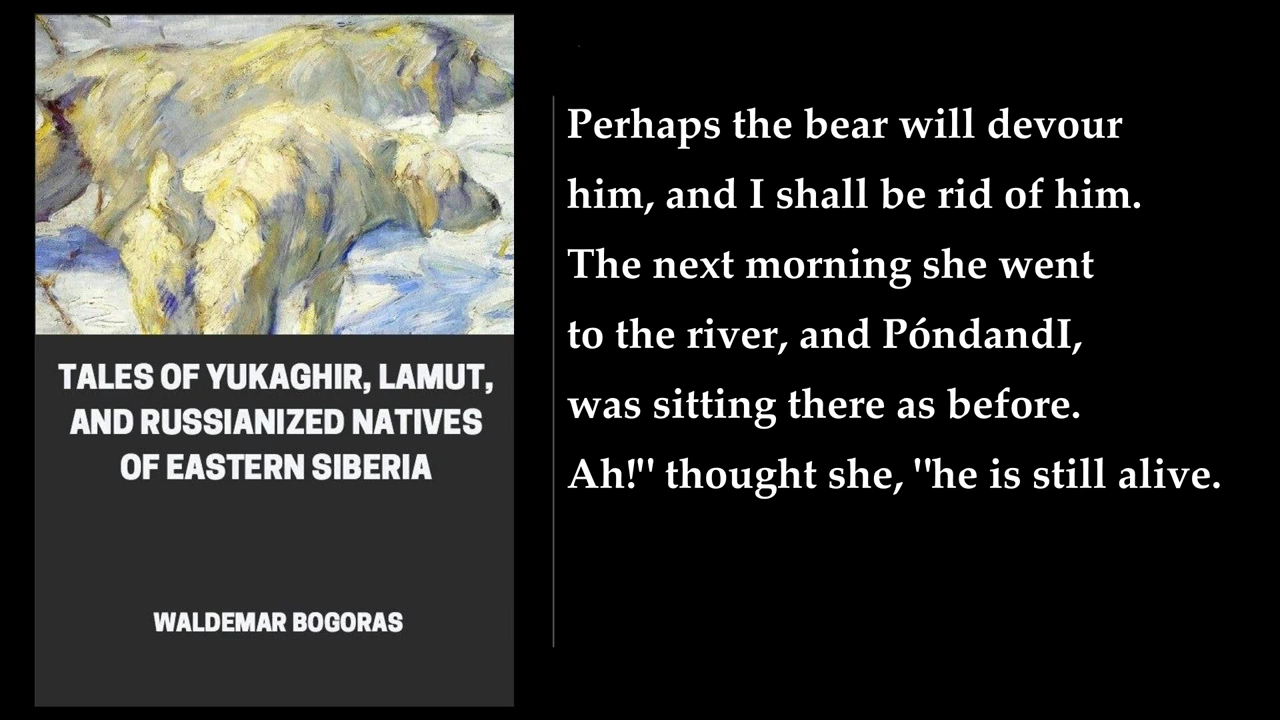 TALES OF YUKAGHIR, LAMUT,
AND RUSSIANIZED NATIVES
OF EASTERN SIBERIA
WALDEMAR BOGORAS
Perhaps the bear will devour
him, and I shall be rid of him.
The next morning she went
to the river, and PóndandI,
was sitting there as before.
Ah!" thought she, "he is still alive.